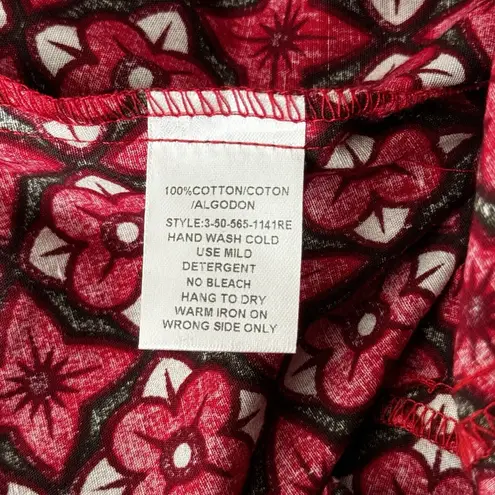 100%COTTON/COTON
/ALGODON
STYLE:3-50-565-1141RE
HAND WASH COLD
USE MILD
DETERGENT
NO BLEACH
HANG TO DRY
WARM IRON ON
WRONG SIDE ONLY